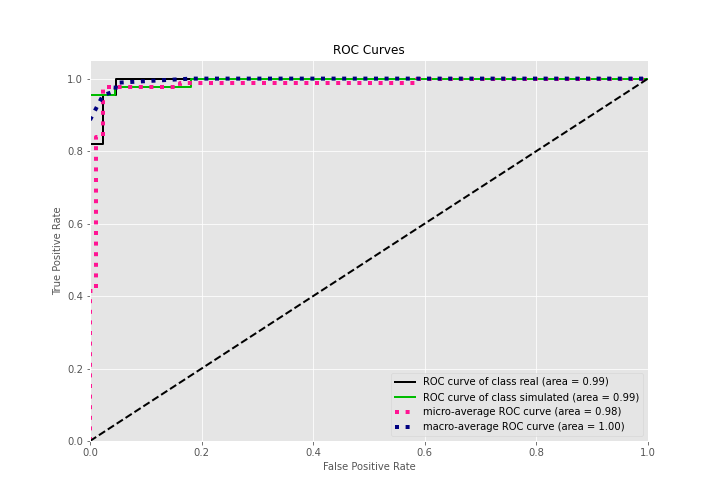 ROC Curves
True Positive Rate
1.0
0.8
0.6
0.4
0.2
0.0
0.0 0.2 0.4 0.6 0.8 1.0
False Positive Rate
ROC curve of class real (area = 0.99)
ROC curve of class simulated (area = 0.99)
micro-average ROC curve (area = 0.98)
macro-average ROC curve (area = 1.00)